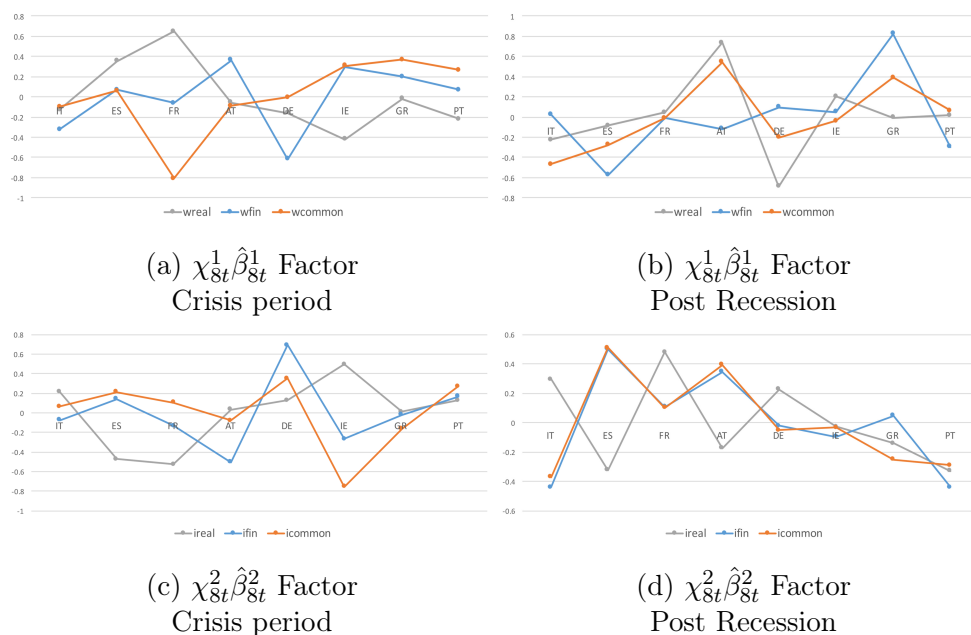 0.8
0.6
0.4
0.2
0
-0.2
-0.4
-0.6
-0.8
-1
IT ES FR AT DE IE GR PT
wreal wfin wcommon
(a) χ¹₈ₜβ̂¹₈ₜ Factor
Crisis period
1
0.8
0.6
0.4
0.2
0
-0.2
-0.4
-0.6
-0.8
IT ES FR AT DE IE GR PT
wreal wfin wcommon
(b) χ¹₈ₜβ̂¹₈ₜ Factor
Post Recession
0.8
0.6
0.4
0.2
0
-0.2
-0.4
-0.6
-0.8
-1
IT ES FR AT DE IE GR PT
ireal ifin icommon
(c) χ²₈ₜβ̂²₈ₜ Factor
Crisis period
0.6
0.4
0.2
0
-0.2
-0.4
-0.6
IT ES FR AT DE IE GR PT
ireal ifin icommon
(d) χ²₈ₜβ̂²₈ₜ Factor
Post Recession